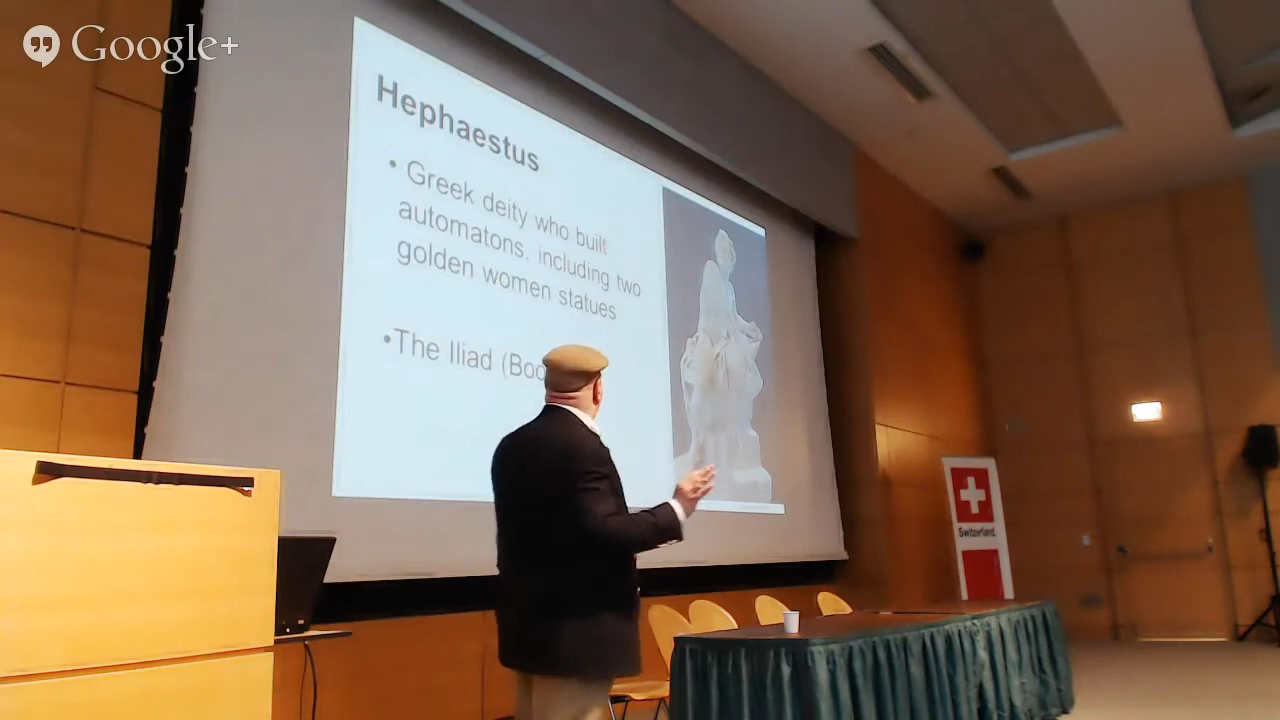 Google+
Hephaestus
• Greek deity who built
automatons, including two
golden women statues
•The Iliad (Boo
Switzerland.